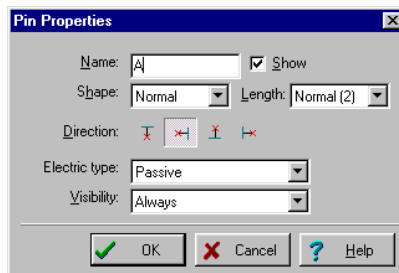 Pin Properties
Name: A Show
Shape: Normal Length: Normal (2)
Direction:
Electric type: Passive
Visibility: Always
OK Cancel Help